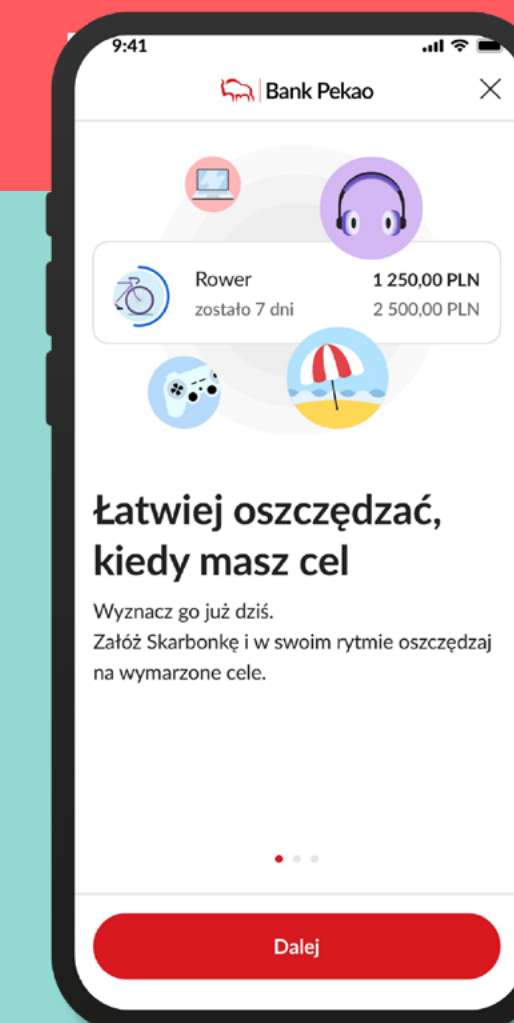 9:41
Bank Pekao
Rower 1 250,00 PLN
zostało 7 dni 2 500,00 PLN
Łatwiej oszczędzać,
kiedy masz cel
Wyznacz go już dziś.
Załóż Skarbonkę i w swoim rytmie oszczędzaj
na wymarzone cele.
Dalej